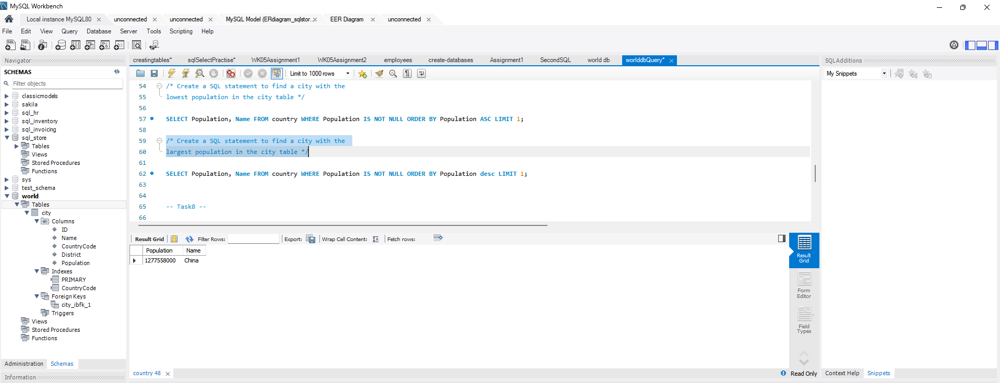 MySQL Workbench
Local instance MySQL80
unconnected
unconnected
MySQL Model (ERdiagram_sqlstor...
EER Diagram
unconnected
File Edit View Query Database Server Tools Scripting Help
Navigator
SCHEMAS
Filter objects
classicmodels
sakila
sql_hr
sql_inventory
sql_invoicing
sql_store
Tables
Views
Stored Procedures
Functions
sys
test_schema
world
Tables
city
Columns
ID
Name
CountryCode
District
Population
Indexes
PRIMARY
CountryCode
Foreign Keys
city_ibfk_1
Triggers
Views
Stored Procedures
Functions
Administration Schemas
Information
creatingtables* sqlSelectPractise* WK05Assignment1 WK05Assignment2 employees create-databases Assignment1 SecondSQL world db worlddbQuery*
Limit to 1000 rows
54 /* Create a SQL statement to find a city with the
55 lowest population in the city table */
56
57 SELECT Population, Name FROM country WHERE Population IS NOT NULL ORDER BY Population ASC LIMIT 1;
58
59 /* Create a SQL statement to find a city with the
60 largest population in the city table */
61
62 SELECT Population, Name FROM country WHERE Population IS NOT NULL ORDER BY Population desc LIMIT 1;
63
64
65 -- Task8 --
66
Result Grid Filter Rows: Export: Wrap Cell Content: Fetch rows:
Population Name
1277558000 China
Result Grid
Form Editor
Field Types
country 48
Read Only
SQLAdditions
My Snippets
Context Help Snippets